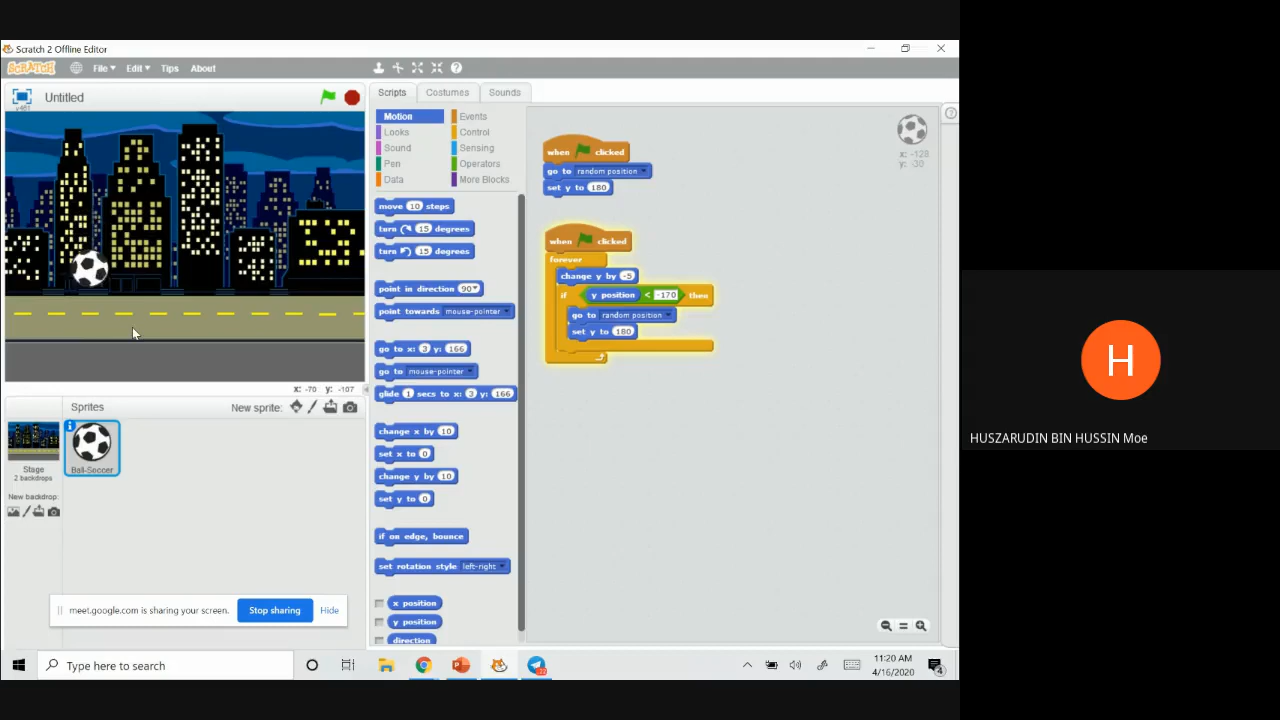 Scratch 2 Offline Editor
SCRATCH File Edit Tips About
Untitled
v461
Scripts Costumes Sounds
Motion Events
Looks Control
Sound Sensing
Pen Operators
Data More Blocks
move 10 steps
turn 15 degrees
turn 15 degrees
point in direction 90
point towards mouse-pointer
go to x: 3 y: 166
go to mouse-pointer
glide 1 secs to x: 3 y: 166
change x by 10
set x to 0
change y by 10
set y to 0
if on edge, bounce
set rotation style left-right
x position
y position
direction
when clicked
go to random position
set y to 180
when clicked
forever
change y by -5
if y position < -170 then
go to random position
set y to 180
x: -128
y: -30
x: -70 y: -107
Sprites New sprite:
Stage
2 backdrops
New backdrop:
Ball-Soccer
meet.google.com is sharing your screen. Stop sharing Hide
Type here to search
11:20 AM
4/16/2020
4
H
HUSZARUDIN BIN HUSSIN Moe